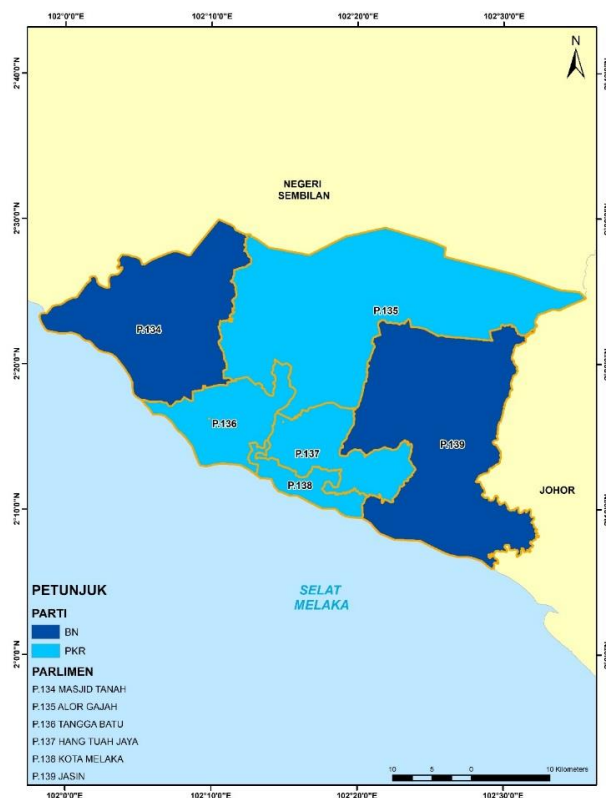 102°0'0"E 102°10'0"E 102°20'0"E 102°30'0"E
N
2°40'0"N
2°30'0"N
2°20'0"N
2°10'0"N
2°0'0"N
NEGERI
SEMBILAN
P.134
P.135
P.136
P.137
P.138
P.139
JOHOR
SELAT
MELAKA
PETUNJUK
PARTI
BN
PKR
PARLIMEN
P.134 MASJID TANAH
P.135 ALOR GAJAH
P.136 TANGGA BATU
P.137 HANG TUAH JAYA
P.138 KOTA MELAKA
P.139 JASIN
10 5 0 10 Kilometers
102°0'0"E 102°10'0"E 102°20'0"E 102°30'0"E